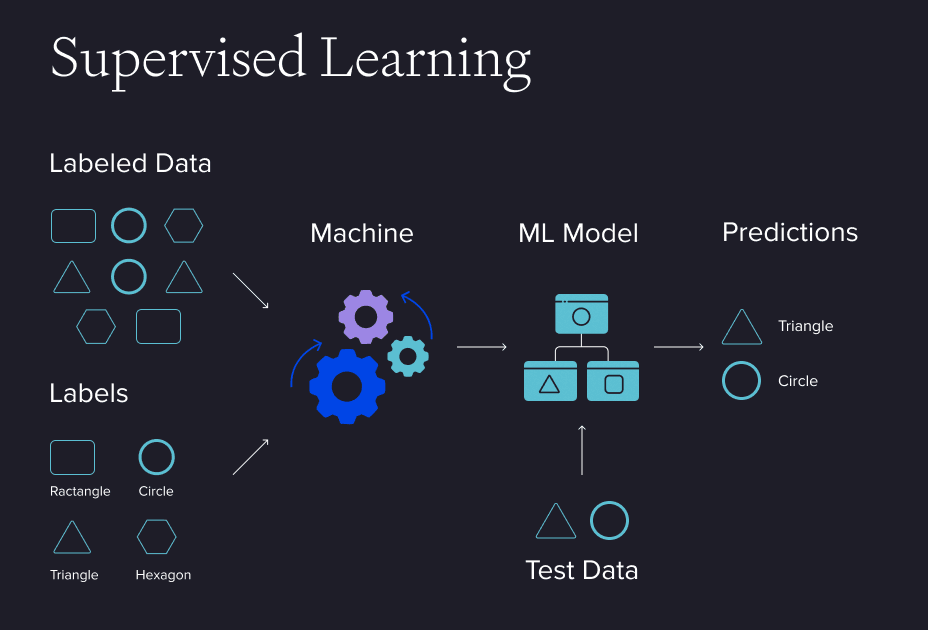 Supervised Learning
Labeled Data
Machine
ML Model
Predictions
Triangle
Circle
Labels
Ractangle
Circle
Triangle
Hexagon
Test Data